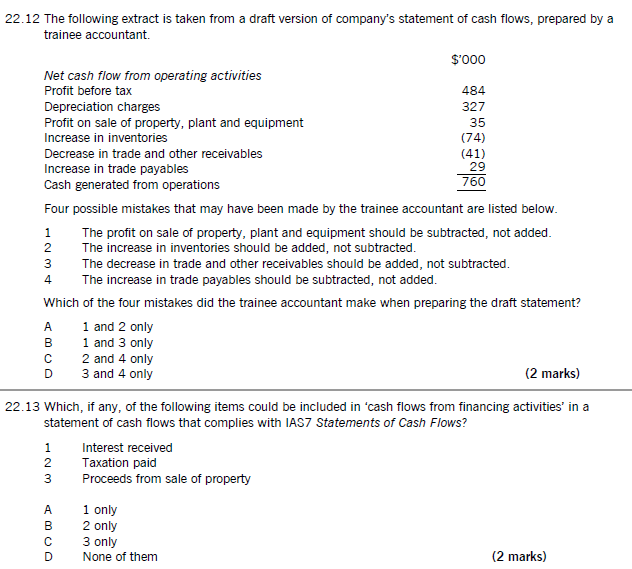 22.12 The following extract is taken from a draft version of company's statement of cash flows, prepared by a
trainee accountant.
$'000
Net cash flow from operating activities
Profit before tax 484
Depreciation charges 327
Profit on sale of property, plant and equipment 35
Increase in inventories (74)
Decrease in trade and other receivables (41)
Increase in trade payables 29
Cash generated from operations 760
Four possible mistakes that may have been made by the trainee accountant are listed below.
1 The profit on sale of property, plant and equipment should be subtracted, not added.
2 The increase in inventories should be added, not subtracted.
3 The decrease in trade and other receivables should be added, not subtracted.
4 The increase in trade payables should be subtracted, not added.
Which of the four mistakes did the trainee accountant make when preparing the draft statement?
A 1 and 2 only
B 1 and 3 only
C 2 and 4 only
D 3 and 4 only (2 marks)
22.13 Which, if any, of the following items could be included in 'cash flows from financing activities' in a
statement of cash flows that complies with IAS7 Statements of Cash Flows?
1 Interest received
2 Taxation paid
3 Proceeds from sale of property
A 1 only
B 2 only
C 3 only
D None of them (2 marks)